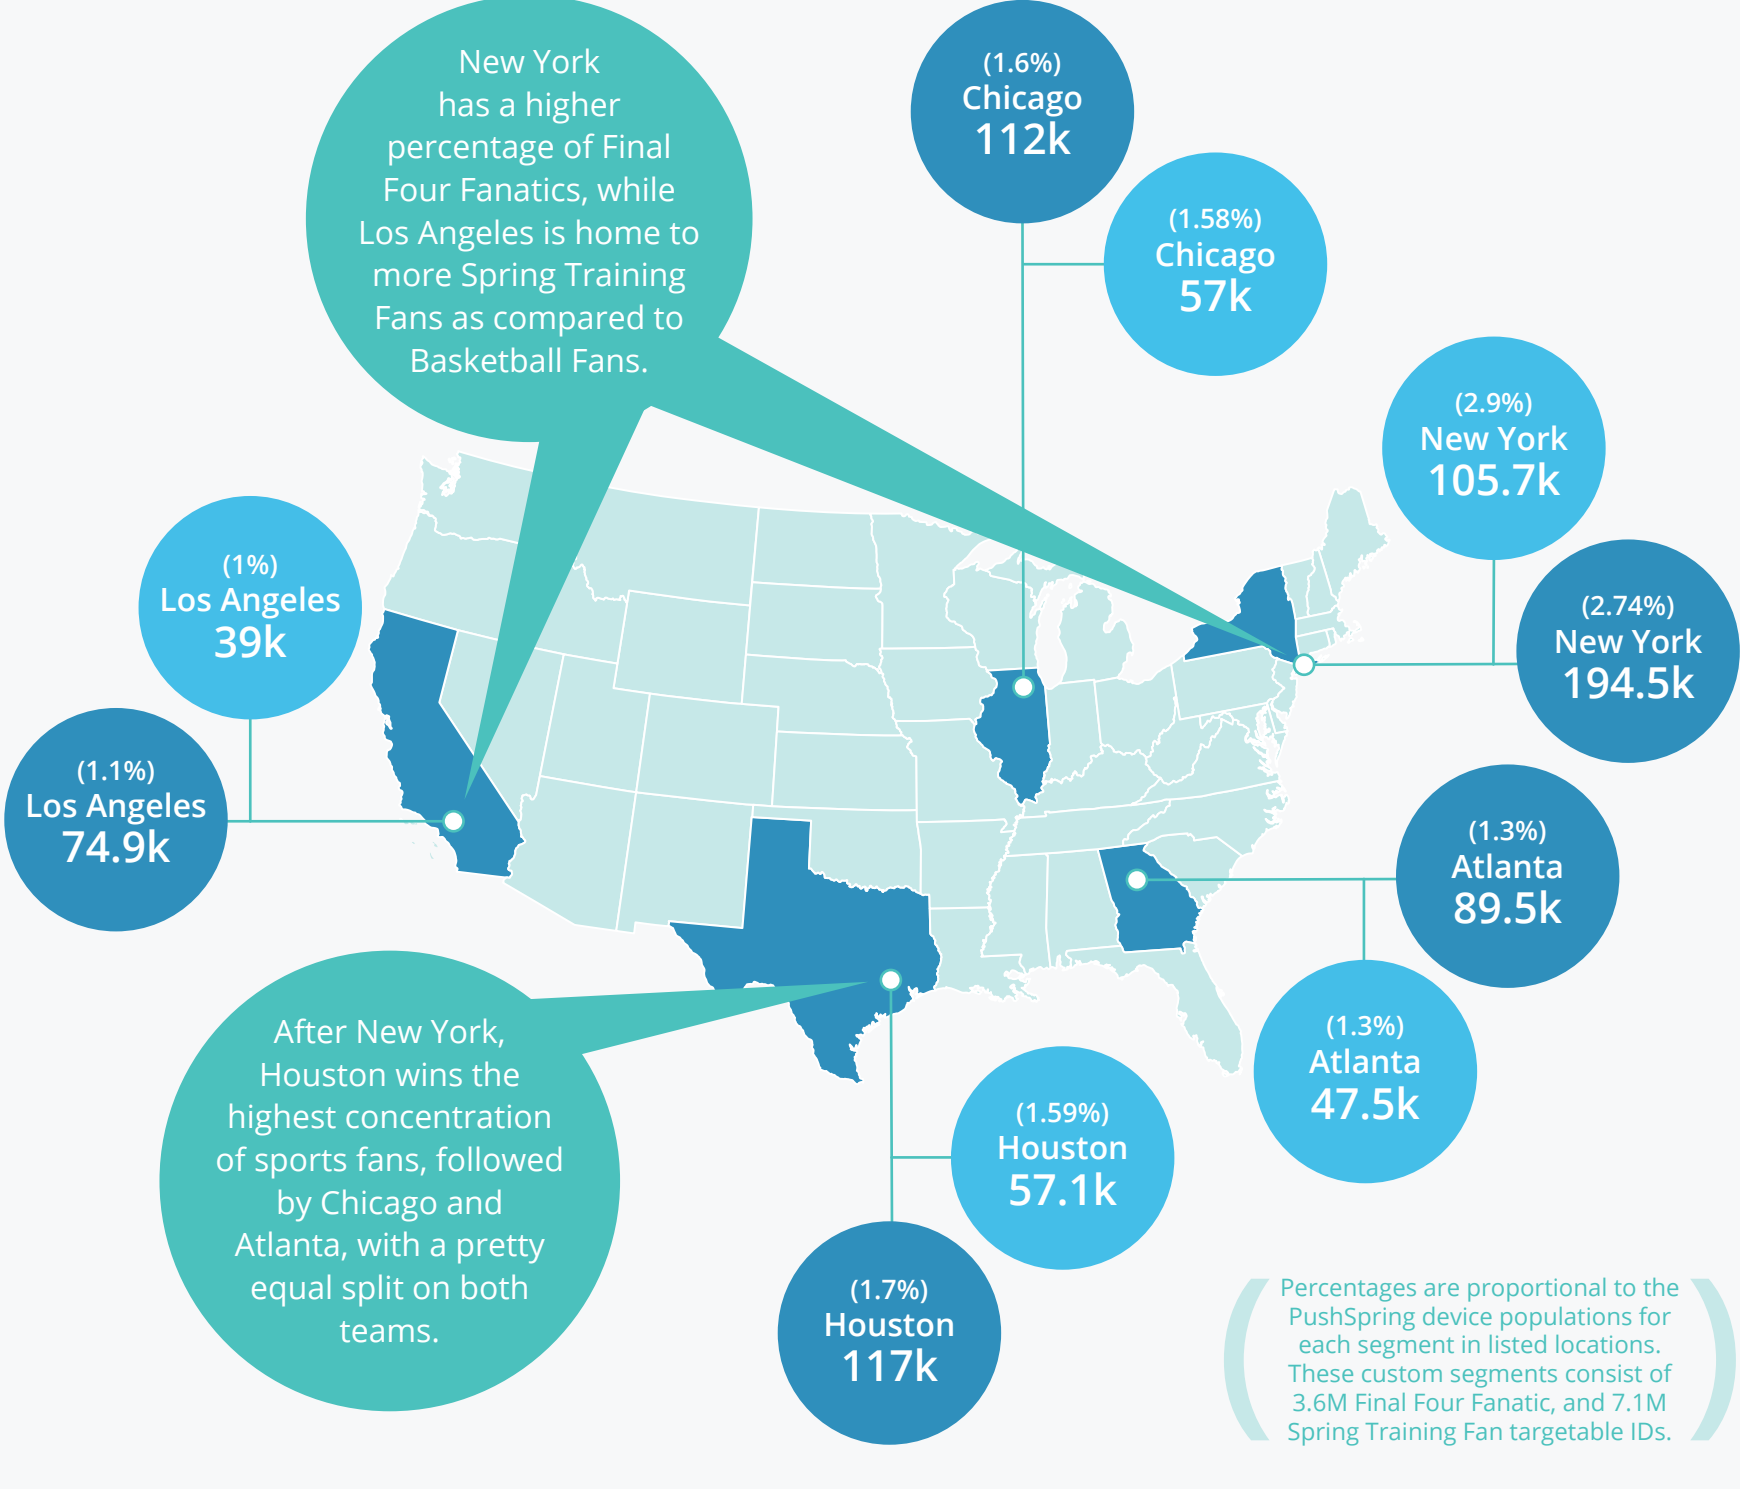 New York
has a higher
percentage of Final
Four Fanatics, while
Los Angeles is home to
more Spring Training
Fans as compared to
Basketball Fans.
(1.6%)
Chicago
112k
(1.58%)
Chicago
57k
(2.9%)
New York
105.7k
(2.74%)
New York
194.5k
(1%)
Los Angeles
39k
(1.1%)
Los Angeles
74.9k
(1.3%)
Atlanta
89.5k
(1.3%)
Atlanta
47.5k
After New York,
Houston wins the
highest concentration
of sports fans, followed
by Chicago and
Atlanta, with a pretty
equal split on both
teams.
(1.59%)
Houston
57.1k
(1.7%)
Houston
117k
Percentages are proportional to the
PushSpring device populations for
each segment in listed locations.
These custom segments consist of
3.6M Final Four Fanatic, and 7.1M
Spring Training Fan targetable IDs.